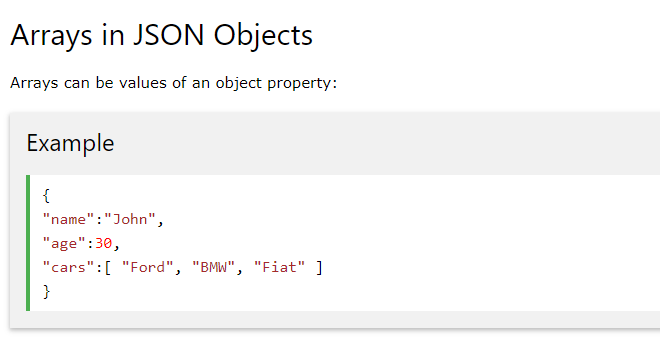 Arrays in JSON Objects
Arrays can be values of an object property:
Example
{
"name":"John",
"age":30,
"cars":[ "Ford", "BMW", "Fiat" ]
}